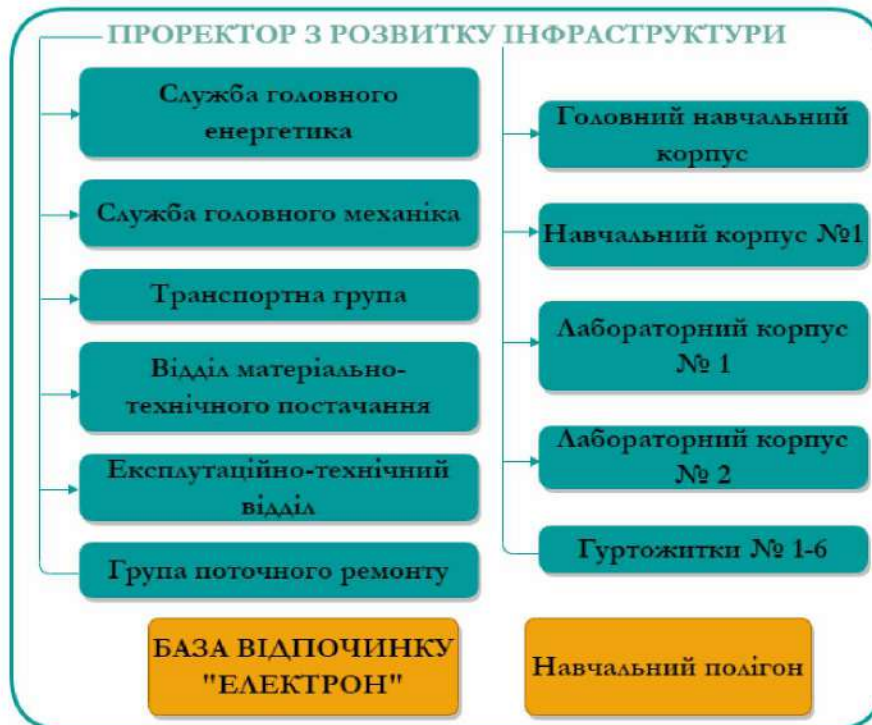 ПРОРЕКТОР З РОЗВИТКУ ІНФРАСТРУКТУРИ
Служба головного
енергетика
Служба головного механіка
Транспортна група
Відділ матеріально-
технічного постачання
Експлутаційно-технічний
відділ
Група поточного ремонту
Головний навчальний
корпус
Навчальний корпус №1
Лабораторний корпус
№ 1
Лабораторний корпус
№ 2
Гуртожитки № 1-6
БАЗА ВІДПОЧИНКУ
"ЕЛЕКТРОН"
Навчальний полігон